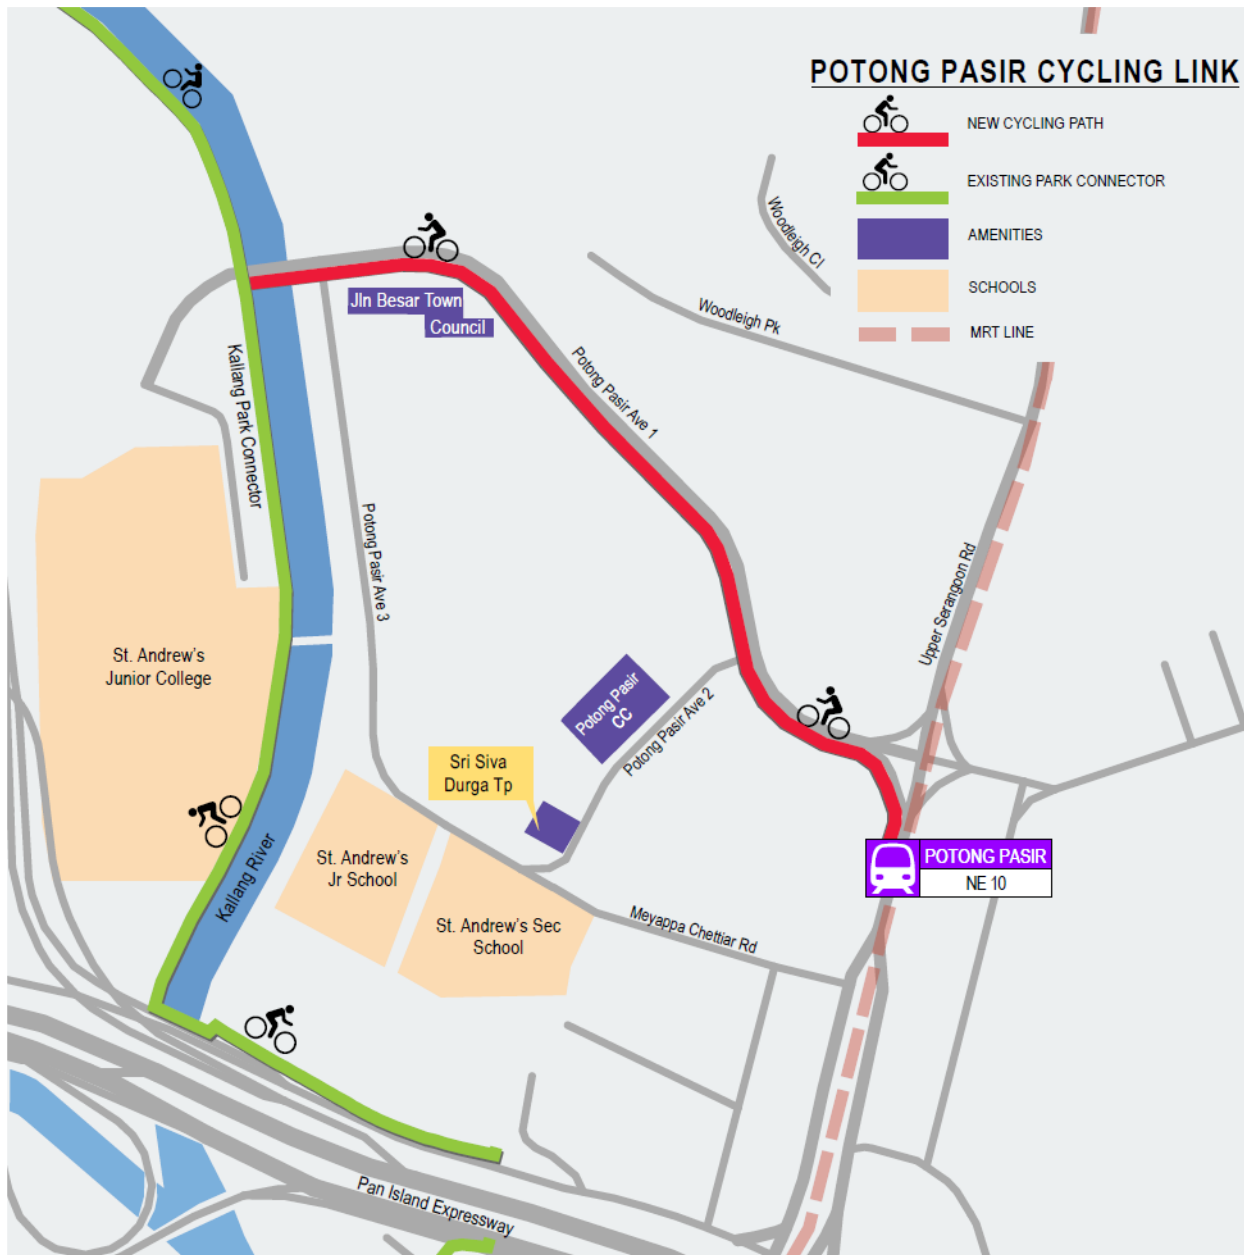 POTONG PASIR CYCLING LINK
NEW CYCLING PATH
EXISTING PARK CONNECTOR
AMENITIES
SCHOOLS
MRT LINE
Woodleigh Cl
Woodleigh Pk
Jln Besar Town
Council
Potong Pasir Ave 1
Kallang Park Connector
Potong Pasir Ave 3
Upper Serangoon Rd
St. Andrew's
Junior College
Potong Pasir
CC
Potong Pasir Ave 2
Sri Siva
Durga Tp
Kallang River
St. Andrew's
Jr School
St. Andrew's Sec
School
POTONG PASIR
NE 10
Meyappa Chettiar Rd
Pan Island Expressway